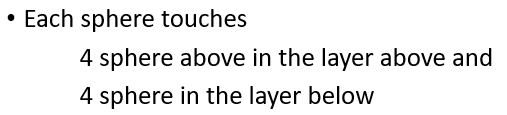 • Each sphere touches
4 sphere above in the layer above and
4 sphere in the layer below